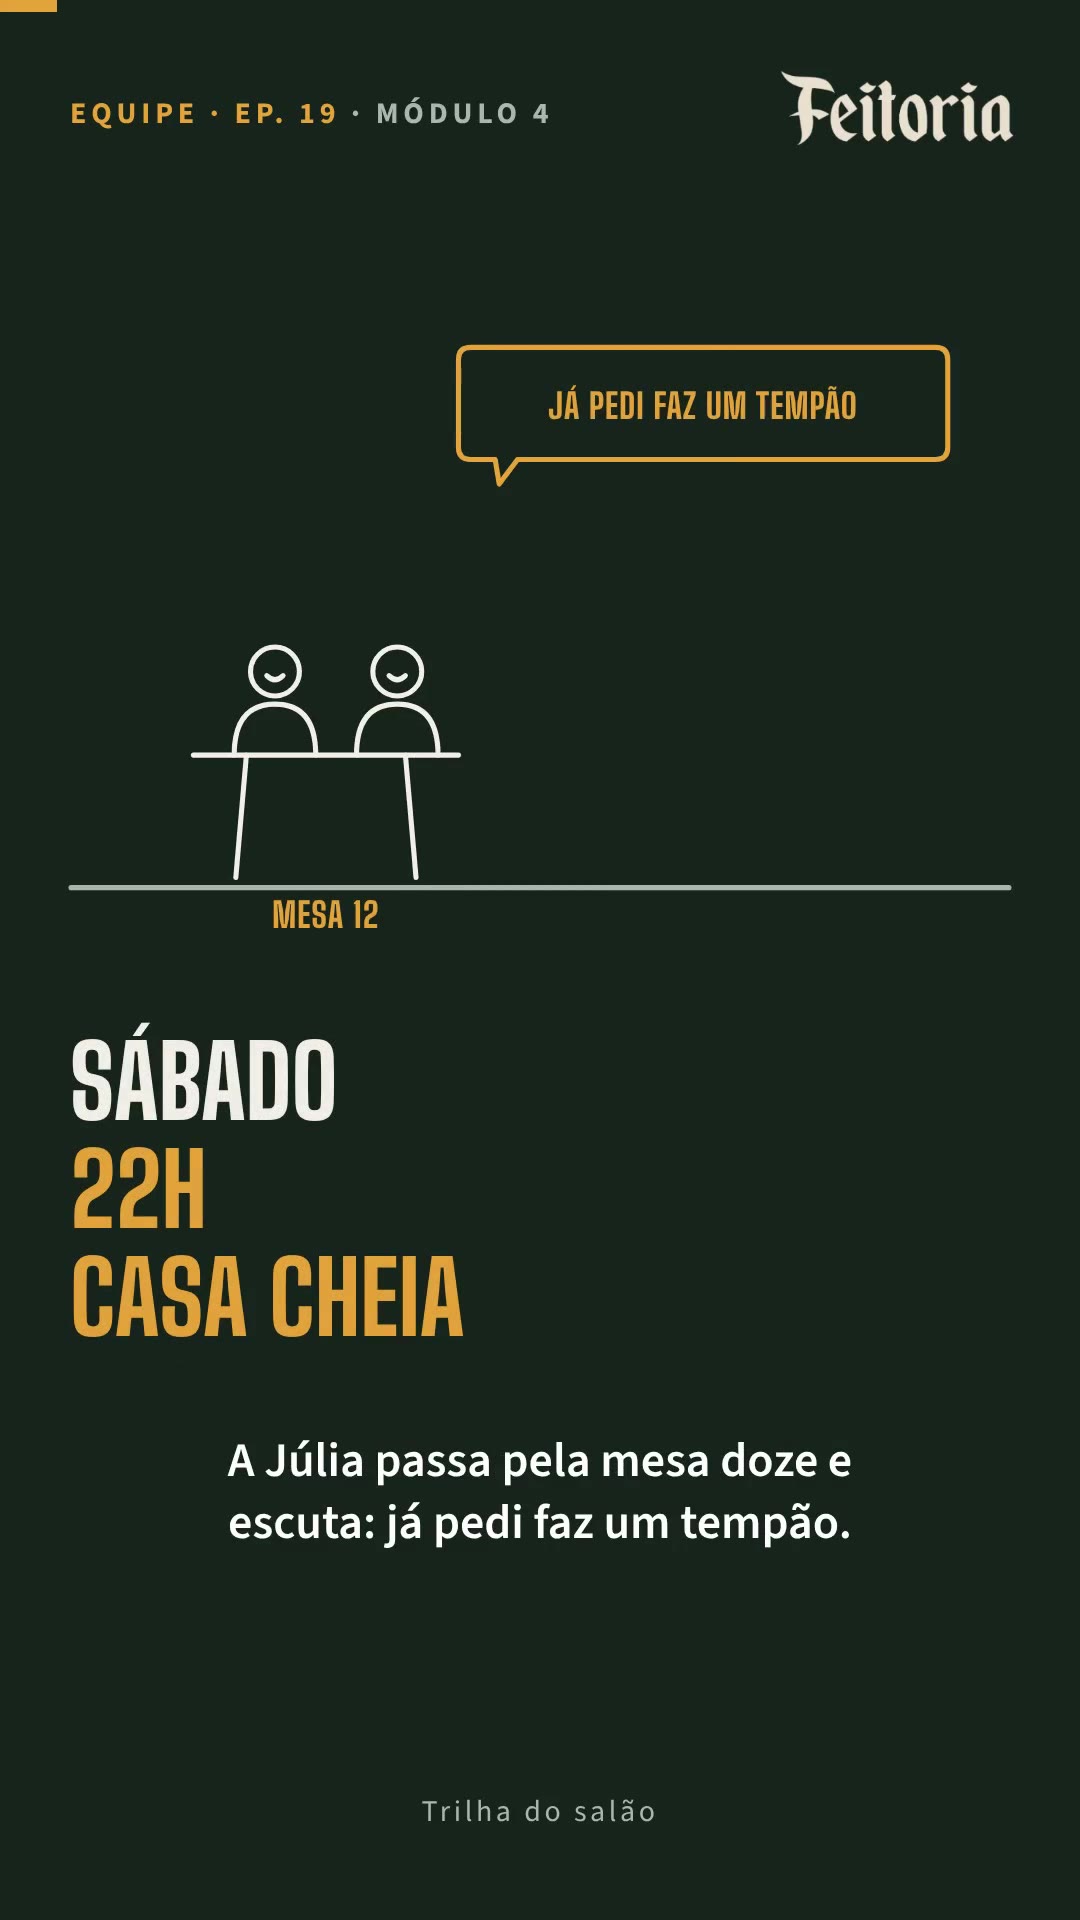 EQUIPE · EP. 19 · MÓDULO 4
Feitoria
JÁ PEDI FAZ UM TEMPÃO
MESA 12
SÁBADO
22H
CASA CHEIA
A Júlia passa pela mesa doze e
escuta: já pedi faz um tempão.
Trilha do salão